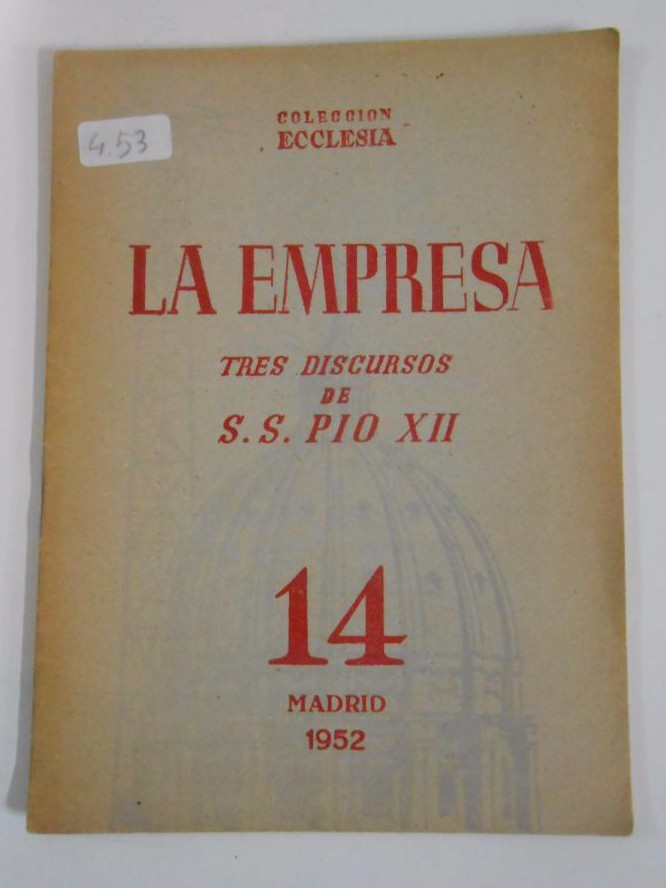 4.53
COLECCION
ECCLESIA
LA EMPRESA
TRES DISCURSOS
DE
S. S. PIO XII
14
MADRID
1952